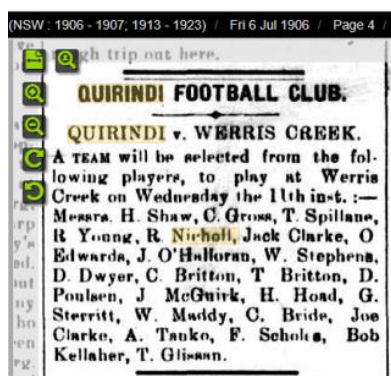 (NSW : 1906 - 1907; 1913 - 1923) / Fri 6 Jul 1906 / Page 4
gh trip out here.
QUIRINDI FOOTBALL CLUB.
QUIRINDI v. WERRIS CREEK.
A TEAM will be selected from the fol-
lowing players, to play at Werris
Creek on Wednesday the 11th inst. :—
Messrs. H. Shaw, C. Gross, T. Spillane,
R Young, R. Nicholl, Jack Clarke, O
Edwards, J. O'Halloran, W. Stephens,
D. Dwyer, C. Britton, T Britton, D.
Poulsen, J McGuirk, H. Hoad, G.
Sterritt, W. Maddy, C. Bride, Joe
Clarke, A. Tanko, F. Scholes, Bob
Kellaher, T. Glissan.